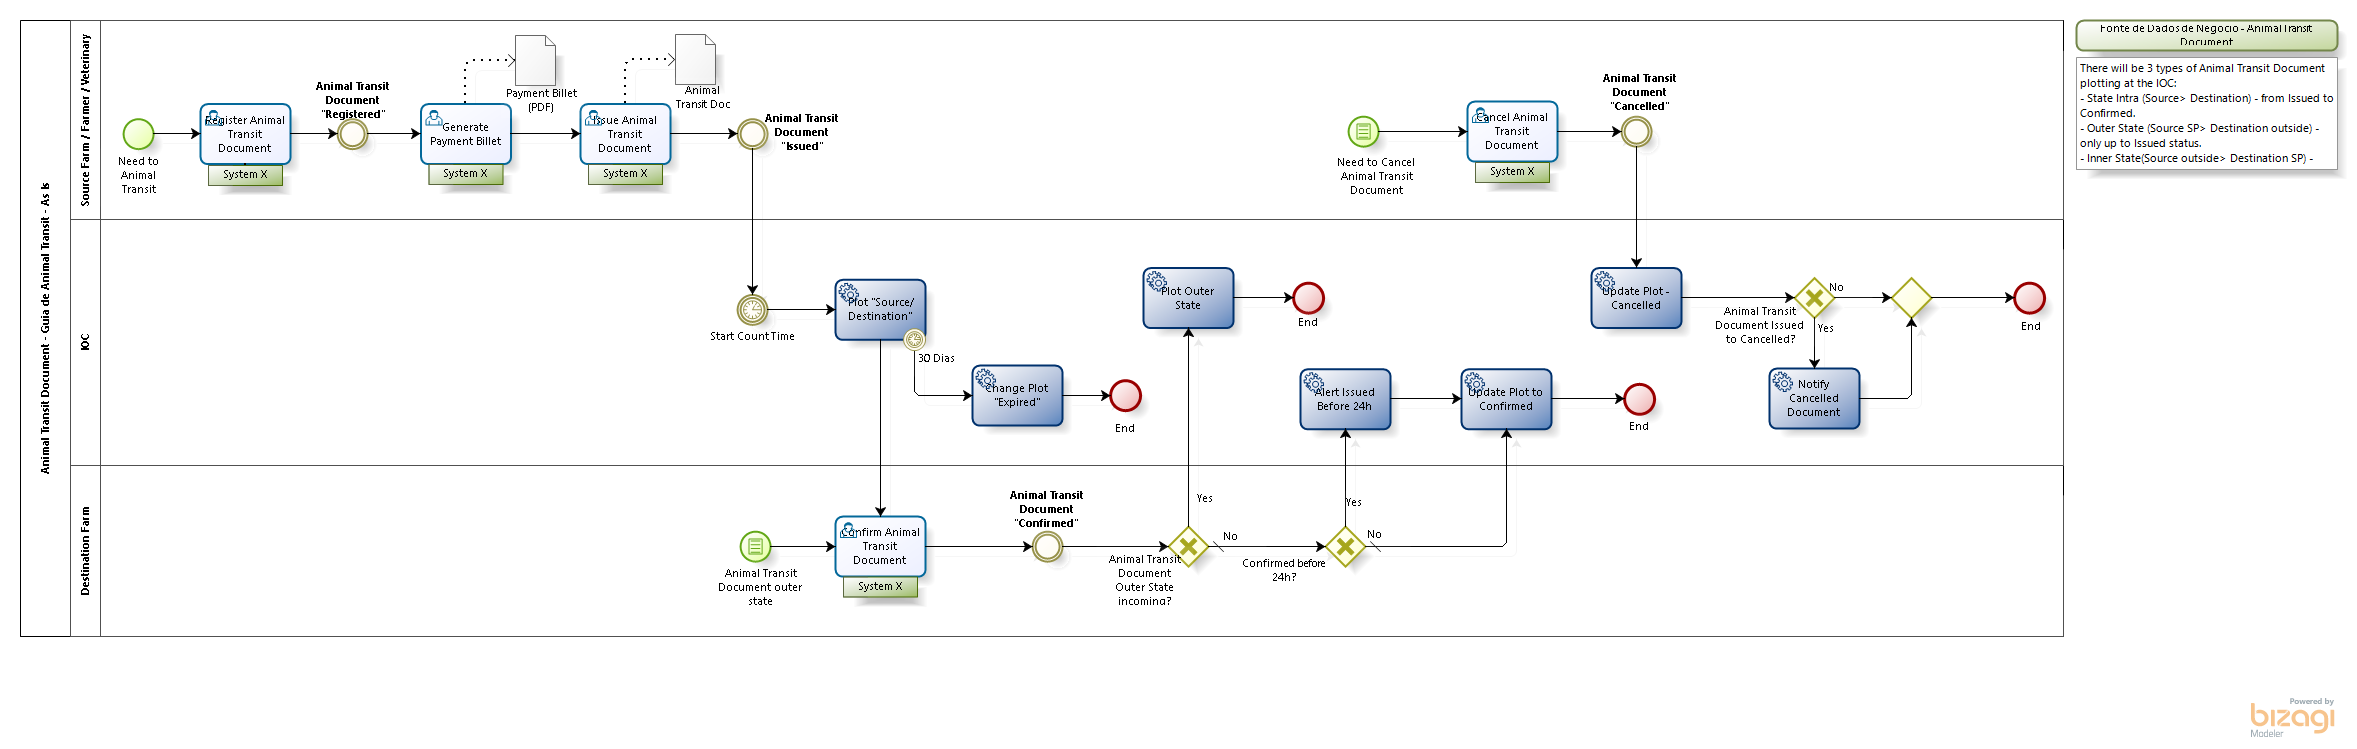 Animal Transit Document - Guia de Animal Transit - As Is
Source Farm / Farmer / Veterinary
Need to
Animal
Transit
Register Animal
Transit
Document
System X
Animal Transit
Document
"Registered"
Generate
Payment Billet
System X
Payment Billet
(PDF)
Issue Animal
Transit
Document
System X
Animal
Transit Doc
Animal Transit
Document
"Issued"
Need to Cancel
Animal Transit
Document
Cancel Animal
Transit
Document
System X
Animal Transit
Document
"Cancelled"
IOC
Start Count Time
Plot "Source/
Destination"
30 Dias
Change Plot
"Expired"
End
Plot Outer
State
End
Alert Issued
Before 24h
Update Plot to
Confirmed
End
Update Plot -
Cancelled
Animal Transit
Document Issued
to Cancelled?
No
Yes
Notify
Cancelled
Document
End
Destination Farm
Animal Transit
Document outer
state
Confirm Animal
Transit
Document
System X
Animal Transit
Document
"Confirmed"
Animal Transit
Document
Outer State
incoming?
Yes
No
Confirmed before
24h?
Yes
No
Fonte de Dados de Negocio - Animal Transit
Document
There will be 3 types of Animal Transit Document
plotting at the IOC:
- State Intra (Source> Destination) - from Issued to
Confirmed.
- Outer State (Source SP> Destination outside) -
only up to Issued status.
- Inner State(Source outside> Destination SP) -
Powered by
bizagi
Modeler